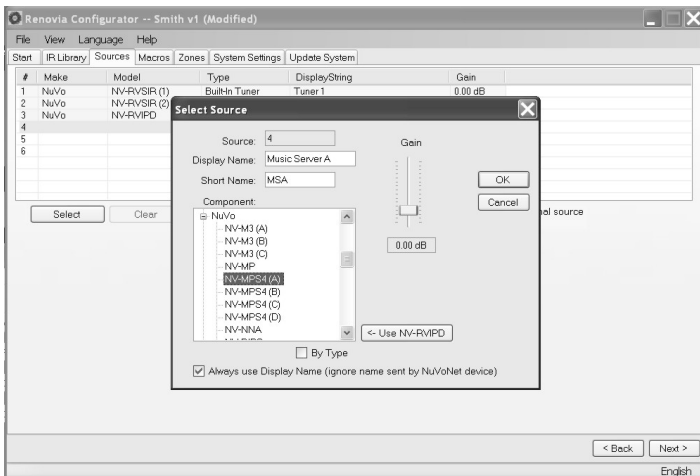 Renovia Configurator -- Smith v1 (Modified)
File View Language Help
Start IR Library Sources Macros Zones System Settings Update System
# Make Model Type DisplayString Gain
1 NuVo NV-RVSIR (1) Built-In Tuner Tuner 1 0.00 dB
2 NuVo NV-RVSIR (2)
3 NuVo NV-RVIPD
4
5
6
Select Clear
al source
Select Source
Source: 4
Display Name: Music Server A
Short Name: MSA
Component:
NuVo
NV-M3 (A)
NV-M3 (B)
NV-M3 (C)
NV-MP
NV-MPS4 (A)
NV-MPS4 (B)
NV-MPS4 (C)
NV-MPS4 (D)
NV-NNA
Gain
0.00 dB
OK
Cancel
<- Use NV-RVIPD
By Type
Always use Display Name (ignore name sent by NuVoNet device)
< Back Next >
English